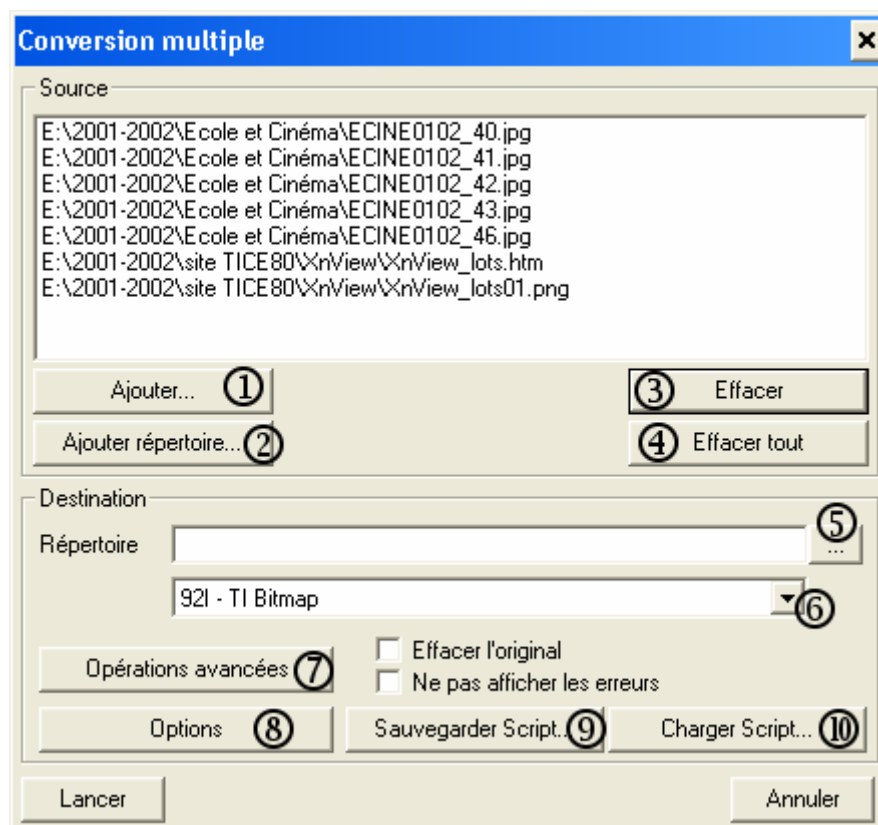 Conversion multiple
Source
E:\2001-2002\Ecole et Cinéma\ECINE0102_40.jpg
E:\2001-2002\Ecole et Cinéma\ECINE0102_41.jpg
E:\2001-2002\Ecole et Cinéma\ECINE0102_42.jpg
E:\2001-2002\Ecole et Cinéma\ECINE0102_43.jpg
E:\2001-2002\Ecole et Cinéma\ECINE0102_46.jpg
E:\2001-2002\site TICE80\XnView\XnView_lots.htm
E:\2001-2002\site TICE80\XnView\XnView_lots01.png
Ajouter... ① ③ Effacer
Ajouter répertoire... ② ④ Effacer tout
Destination
Répertoire ⑤ ...
92I - TI Bitmap ⑥
Opérations avancées ⑦
Effacer l'original
Ne pas afficher les erreurs
Options ⑧ Sauvegarder Script.. ⑨ Charger Script... ⑩
Lancer Annuler